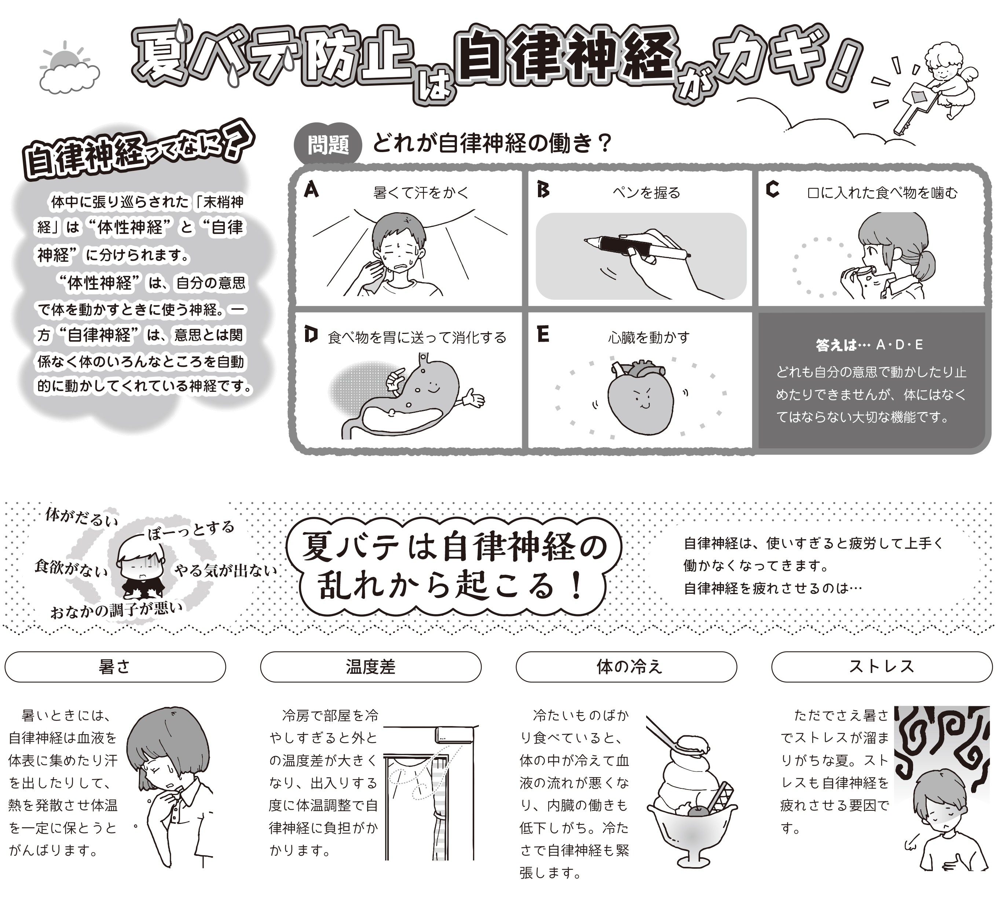 夏バテ防止は自律神経がカギ!
自律神経ってなに?
体中に張り巡らされた「末梢神
経」は“体性神経”と“自律
神経”に分けられます。
“体性神経”は、自分の意思
で体を動かすときに使う神経。一
方“自律神経”は、意思とは関
係なく体のいろんなところを自動
的に動かしてくれている神経です。
問題 どれが自律神経の働き？
A 暑くて汗をかく
B ペンを握る
C 口に入れた食べ物を噛む
D 食べ物を胃に送って消化する
E 心臓を動かす
答えは… A・D・E
どれも自分の意思で動かしたり止
めたりできませんが、体にはなく
てはならない大切な機能です。
体がだるい
ぼーっとする
食欲がない
やる気が出ない
おなかの調子が悪い
夏バテは自律神経の
乱れから起こる！
自律神経は、使いすぎると疲労して上手く
働かなくなってきます。
自律神経を疲れさせるのは…
暑さ
暑いときには、
自律神経は血液を
体表に集めたり汗
を出したりして、
熱を発散させ体温
を一定に保とうと
がんばります。
温度差
冷房で部屋を冷
やしすぎると外と
の温度差が大きく
なり、出入りする
度に体温調整で自
律神経に負担がか
かります。
体の冷え
冷たいものばか
り食べていると、
体の中が冷えて血
液の流れが悪くな
り、内臓の働きも
低下しがち。冷た
さで自律神経も緊
張します。
ストレス
ただでさえ暑さ
でストレスが溜ま
りがちな夏。スト
レスも自律神経を
疲れさせる要因で
す。